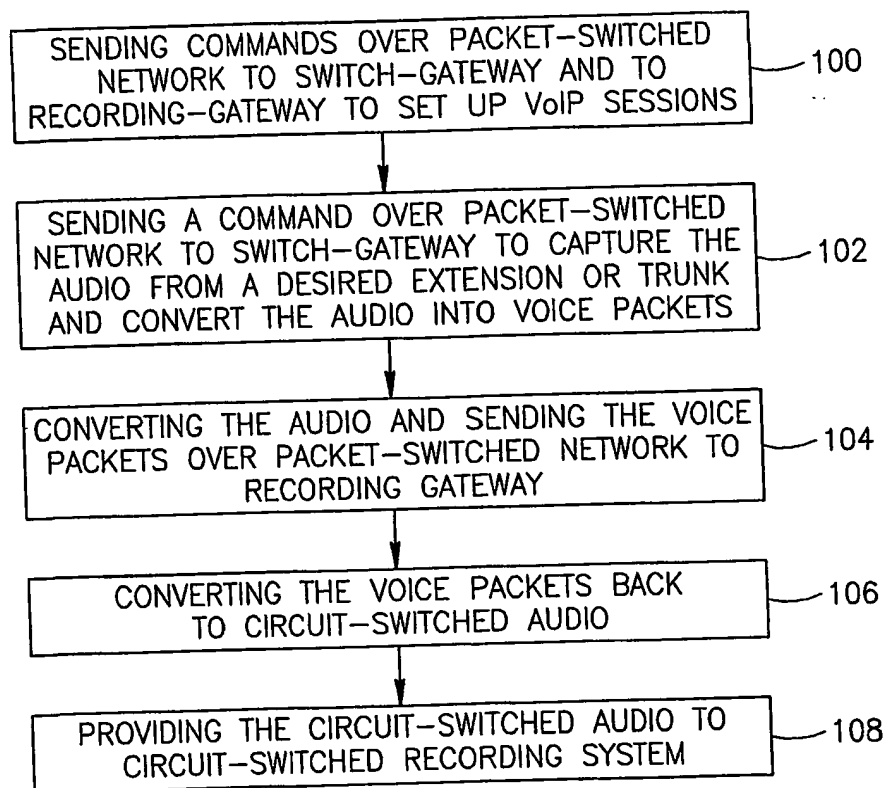 SENDING COMMANDS OVER PACKET-SWITCHED
NETWORK TO SWITCH-GATEWAY AND TO
RECORDING-GATEWAY TO SET UP VoIP SESSIONS
100
SENDING A COMMAND OVER PACKET-SWITCHED
NETWORK TO SWITCH-GATEWAY TO CAPTURE THE
AUDIO FROM A DESIRED EXTENSION OR TRUNK
AND CONVERT THE AUDIO INTO VOICE PACKETS
102
CONVERTING THE AUDIO AND SENDING THE VOICE
PACKETS OVER PACKET-SWITCHED NETWORK TO
RECORDING GATEWAY
104
CONVERTING THE VOICE PACKETS BACK
TO CIRCUIT-SWITCHED AUDIO
106
PROVIDING THE CIRCUIT-SWITCHED AUDIO TO
CIRCUIT-SWITCHED RECORDING SYSTEM
108